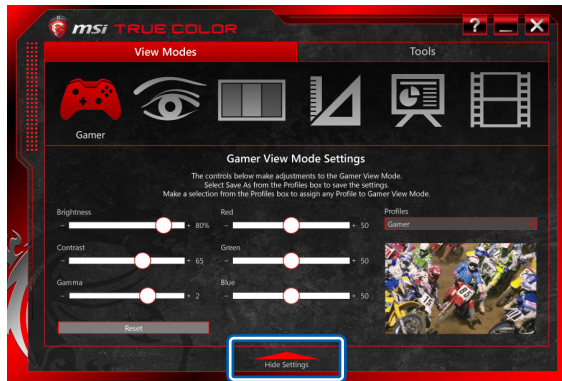 msi TRUE COLOR
? _ X
View Modes Tools
Gamer
Gamer View Mode Settings
The controls below make adjustments to the Gamer View Mode.
Select Save As from the Profiles box to save the settings.
Make a selection from the Profiles box to assign any Profile to Gamer View Mode.
Brightness Red Profiles
- + 80% - + 50 Gamer
Contrast Green
- + 65 - + 50
Gamma Blue
- + 2 - + 50
Reset
Hide Settings